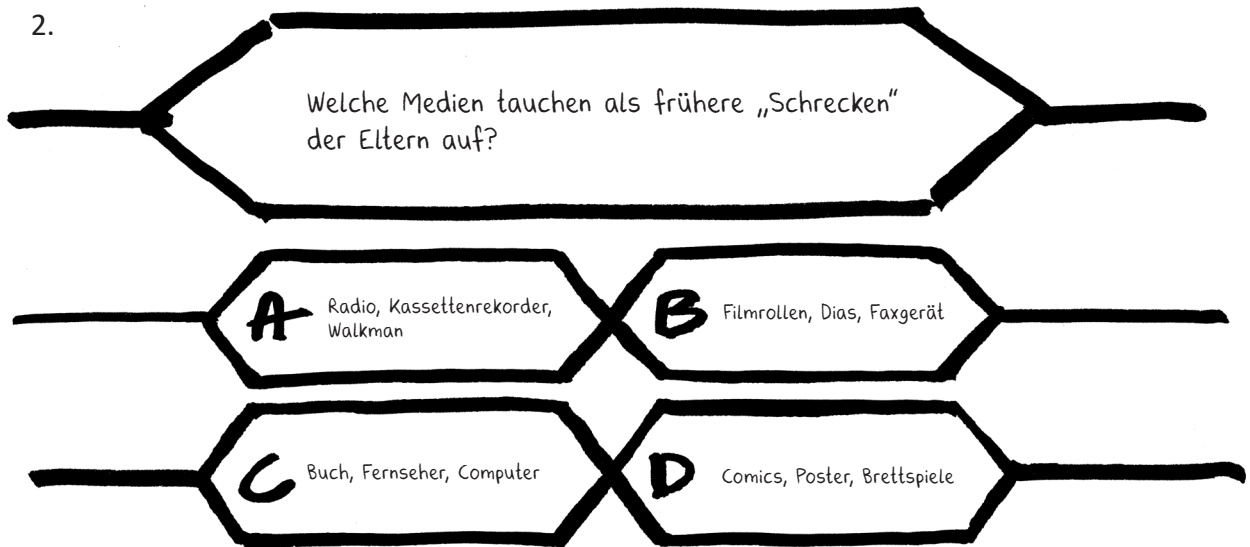 2.
Welche Medien tauchen als frühere „Schrecken“
der Eltern auf?
A
Radio, Kassettenrekorder,
Walkman
B
Filmrollen, Dias, Faxgerät
C
Buch, Fernseher, Computer
D
Comics, Poster, Brettspiele